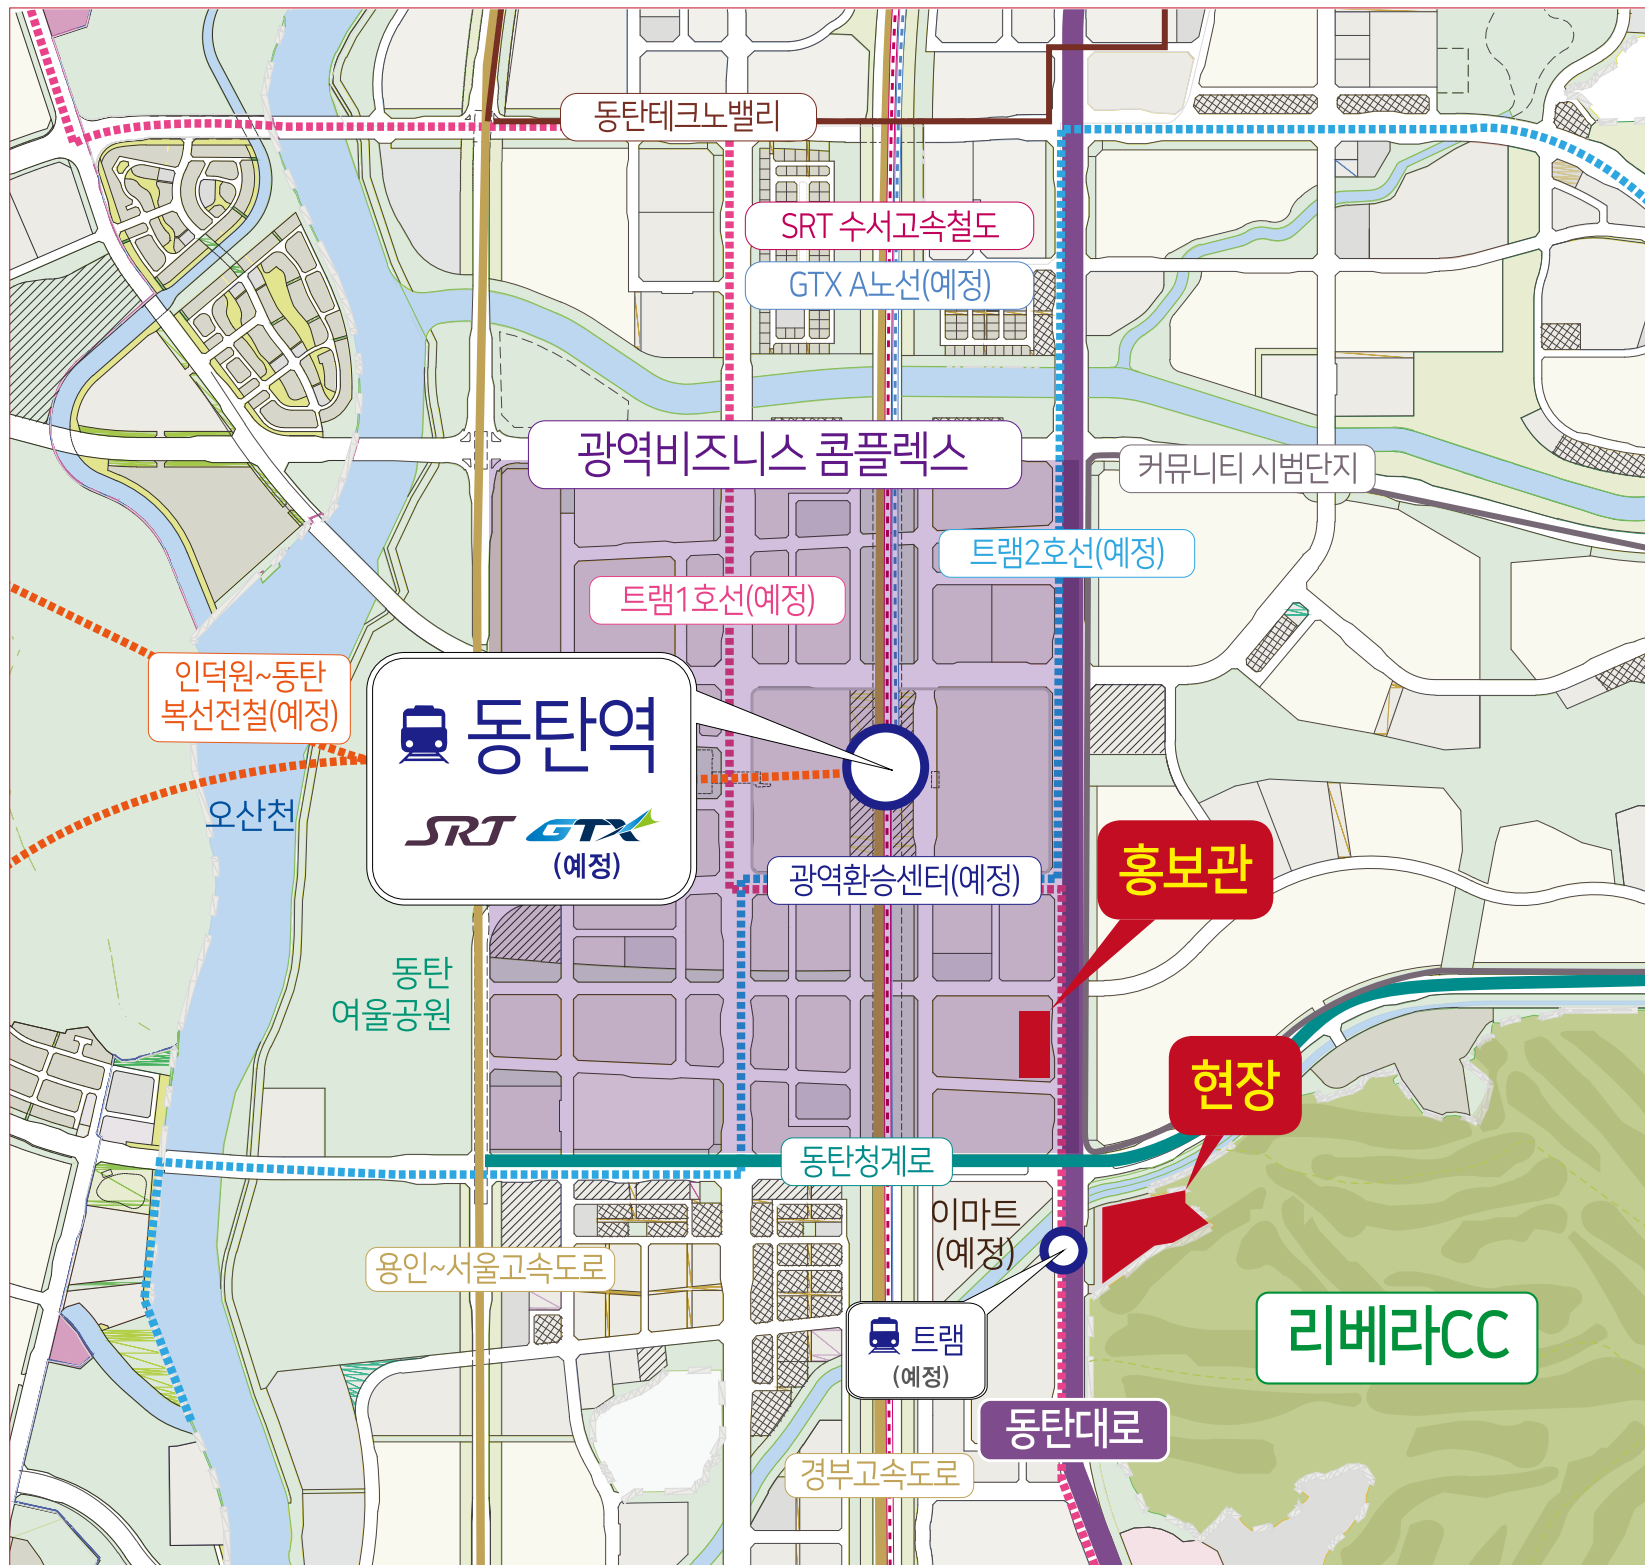 동탄테크노밸리
SRT 수서고속철도
GTX A노선(예정)
광역비즈니스 콤플렉스
커뮤니티 시범단지
트램2호선(예정)
트램1호선(예정)
인덕원~동탄
복선전철(예정)
동탄역
SRT GTX
(예정)
오산천
홍보관
광역환승센터(예정)
동탄
여울공원
현장
동탄청계로
이마트
(예정)
용인~서울고속도로
트램
(예정)
리베라CC
동탄대로
경부고속도로